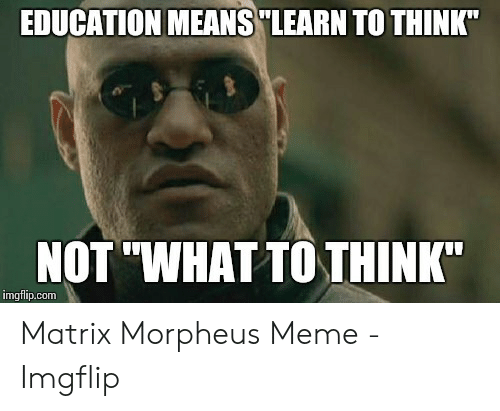 EDUCATION MEANS "LEARN TO THINK"
NOT "WHAT TO THINK"
imgflip.com
Matrix Morpheus Meme -
Imgflip